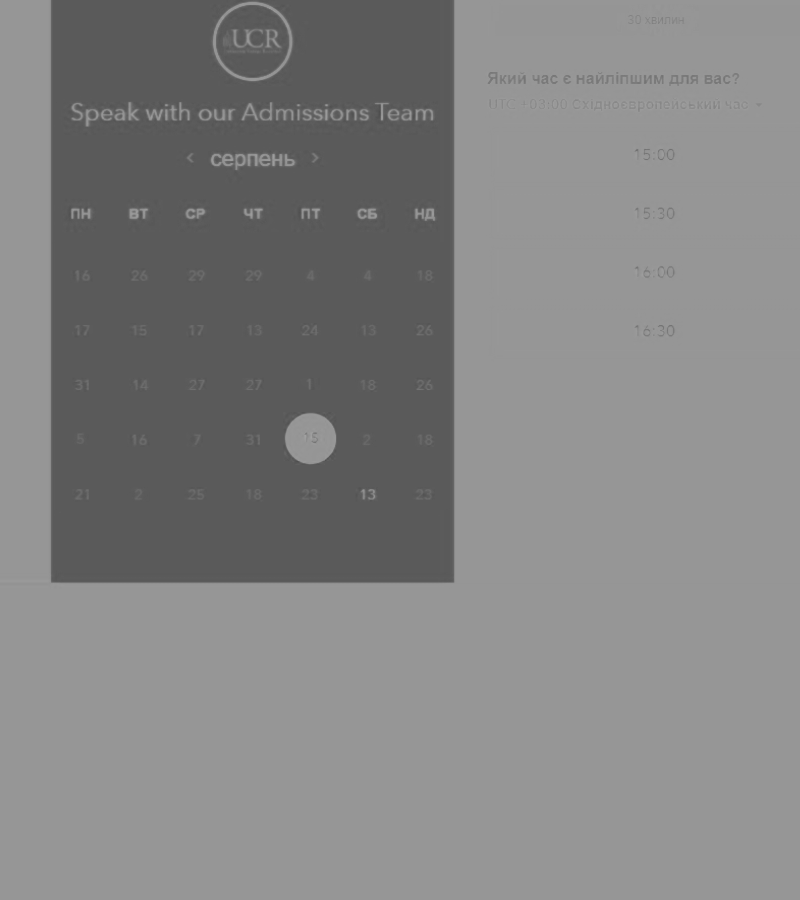 UCR
Speak with our Admissions Team
< серпень >
ПН ВТ СР ЧТ ПТ СБ НД
16 26 29 29 4 4 18
17 15 17 13 24 13 26
31 14 27 27 1 18 26
5 16 7 31 15 2 18
21 2 25 18 23 13 23
30 хвилин
Який час є найліпшим для вас?
UTC +03:00 Східноєвропейський час
15:00
15:30
16:00
16:30